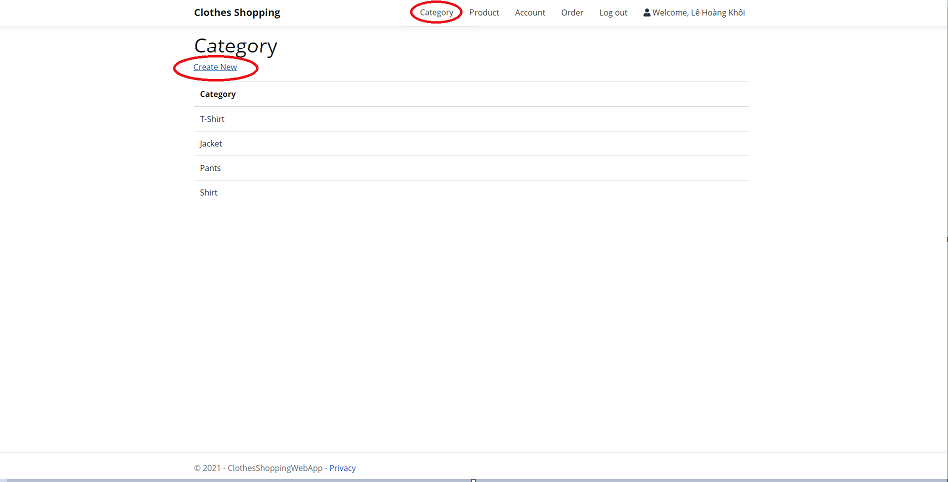 Clothes Shopping Category Product Account Order Log out Welcome, Lê Hoàng Khôi
Category
Create New
Category
T-Shirt
Jacket
Pants
Shirt
© 2021 - ClothesShoppingWebApp - Privacy